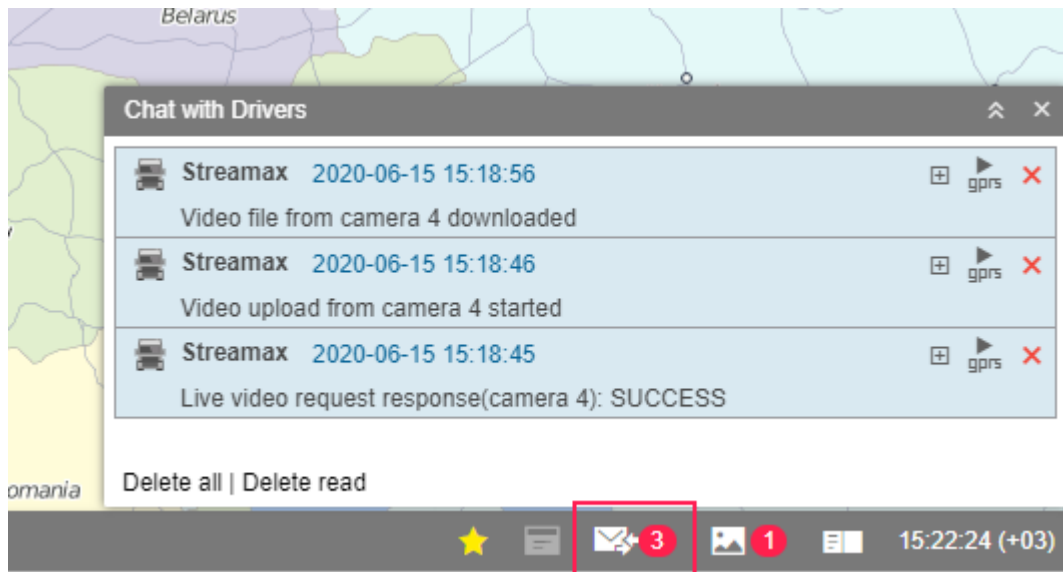 Belarus
Chat with Drivers
Streamax 2020-06-15 15:18:56
gprs
Video file from camera 4 downloaded
Streamax 2020-06-15 15:18:46
gprs
Video upload from camera 4 started
Streamax 2020-06-15 15:18:45
gprs
Live video request response(camera 4): SUCCESS
omania
Delete all | Delete read
3
1
15:22:24 (+03)